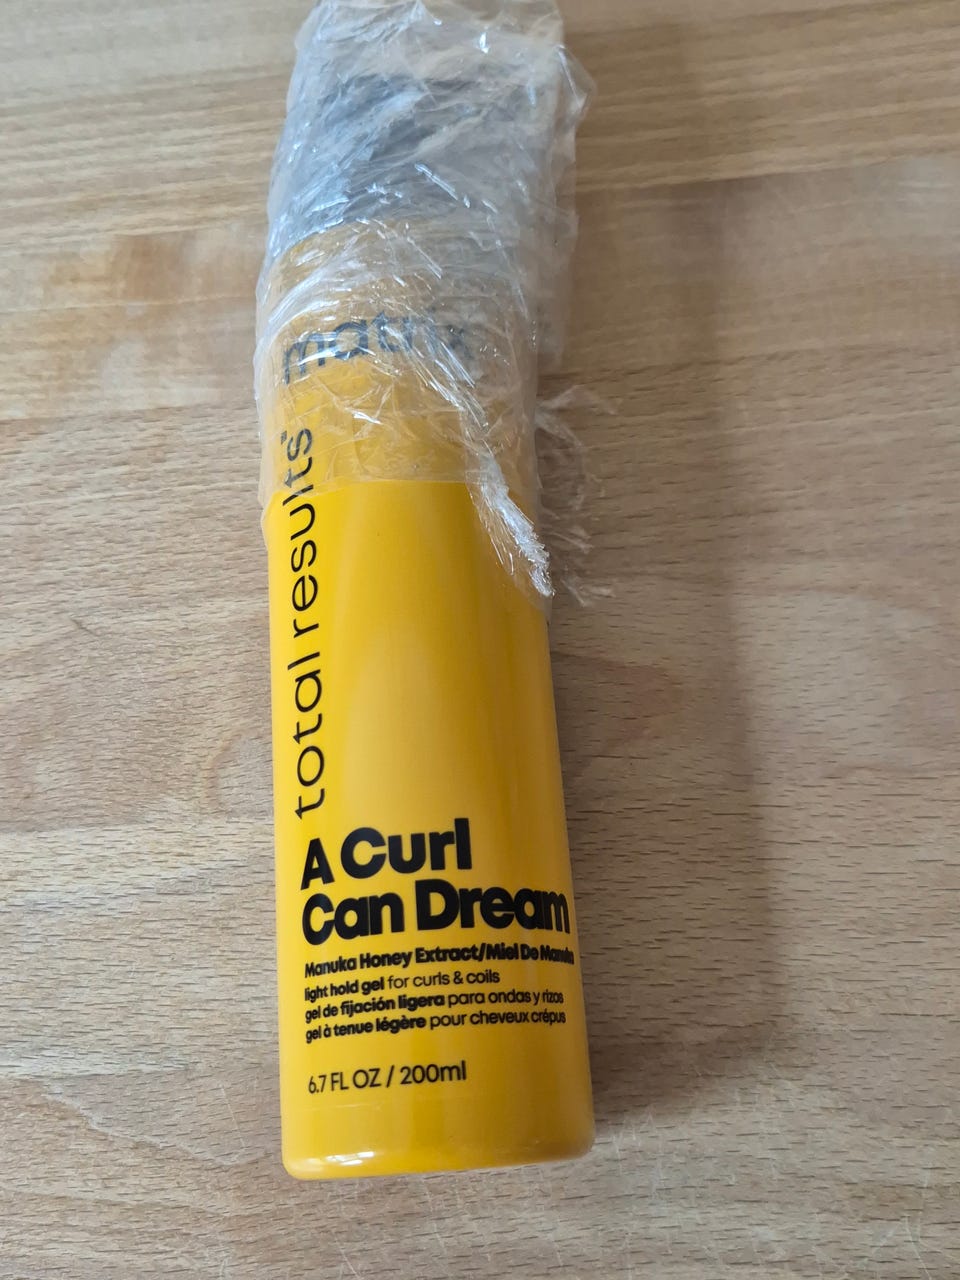 matrix
total results
A Curl
Can Dream
Manuka Honey Extract/Miel De Manuka
light hold gel for curls & coils
gel de fijación ligera para ondas y rizos
gel à tenue légère pour cheveux crépus
6.7 FL OZ / 200ml